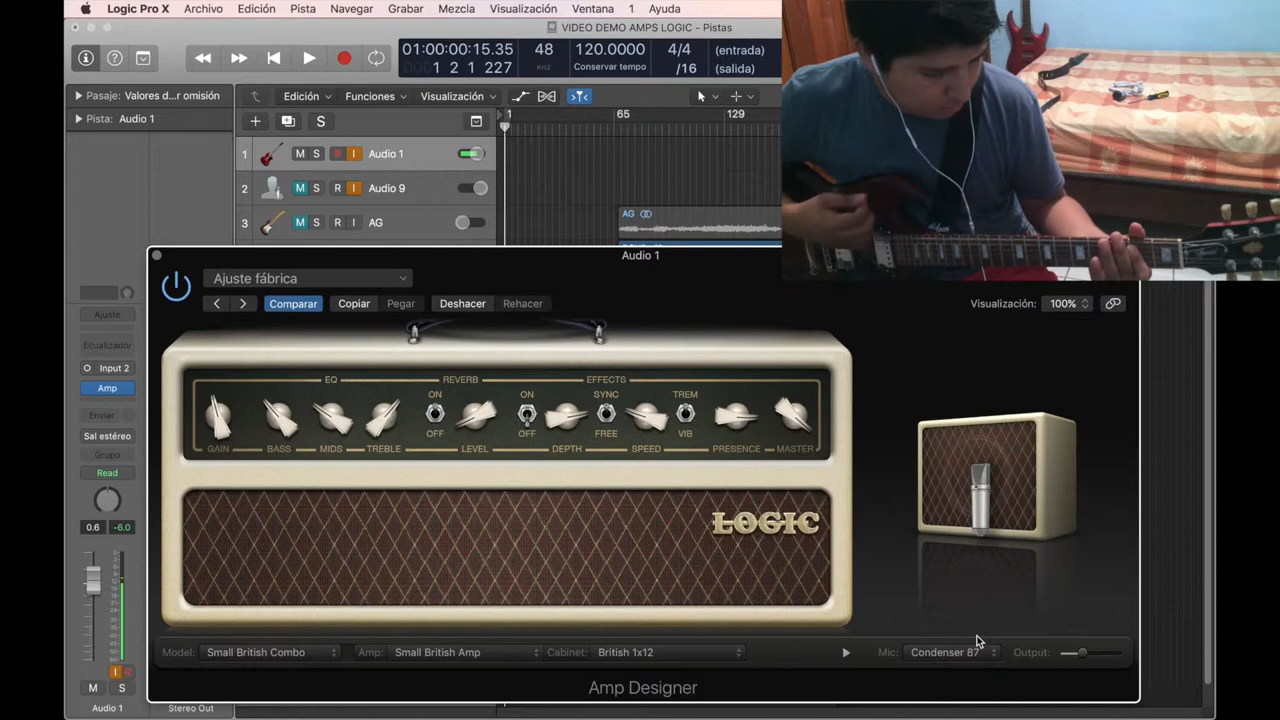 Logic Pro X Archivo Edición Pista Navegar Grabar Mezcla Visualización Ventana 1 Ayuda
VIDEO DEMO AMPS LOGIC - Pistas
01:00:00:15.35 48 120.0000 4/4 (entrada)
1 2 1 227 KHZ Conservar tempo /16 (salida)
Pasaje: Valores d...r omisión Edición Funciones Visualización
Pista: Audio 1 S 1 65 129
1 M S R I Audio 1
2 M S R I Audio 9
3 M S R I AG AG
Audio 1
Ajuste fábrica
Comparar Copiar Pegar Deshacer Rehacer Visualización: 100%
Ajuste
Ecualizador
Input 2
Amp
Enviar
Sal estéreo
Grupo
Read
0.6 -6.0
I
M S
Audio 1 Stereo Out
EQ REVERB EFFECTS
ON ON SYNC TREM
OFF OFF FREE VIB
GAIN BASS MIDS TREBLE LEVEL DEPTH SPEED PRESENCE MASTER
LOGIC
Model: Small British Combo Amp: Small British Amp Cabinet: British 1x12 Mic: Condenser 87 Output:
Amp Designer